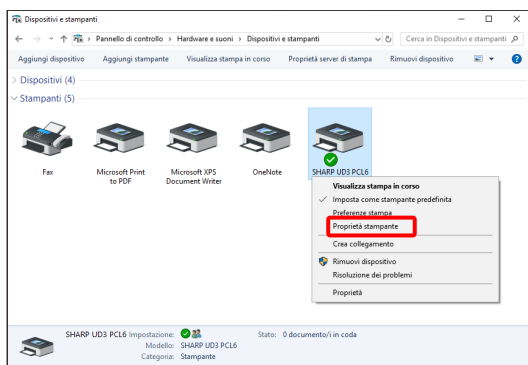 Dispositivi e stampanti
Pannello di controllo > Hardware e suoni > Dispositivi e stampanti
Cerca in Dispositivi e stampanti
Aggiungi dispositivo Aggiungi stampante Visualizza stampa in corso Proprietà server di stampa Rimuovi dispositivo
Dispositivi (4)
Stampanti (5)
Fax
Microsoft Print
to PDF
Microsoft XPS
Document Writer
OneNote
SHARP UD3 PCL6
Visualizza stampa in corso
Imposta come stampante predefinita
Preferenze stampa
Proprietà stampante
Crea collegamento
Rimuovi dispositivo
Risoluzione dei problemi
Proprietà
SHARP UD3 PCL6 Impostazione: Stato: 0 documento/i in coda
Modello: SHARP UD3 PCL6
Categoria: Stampante